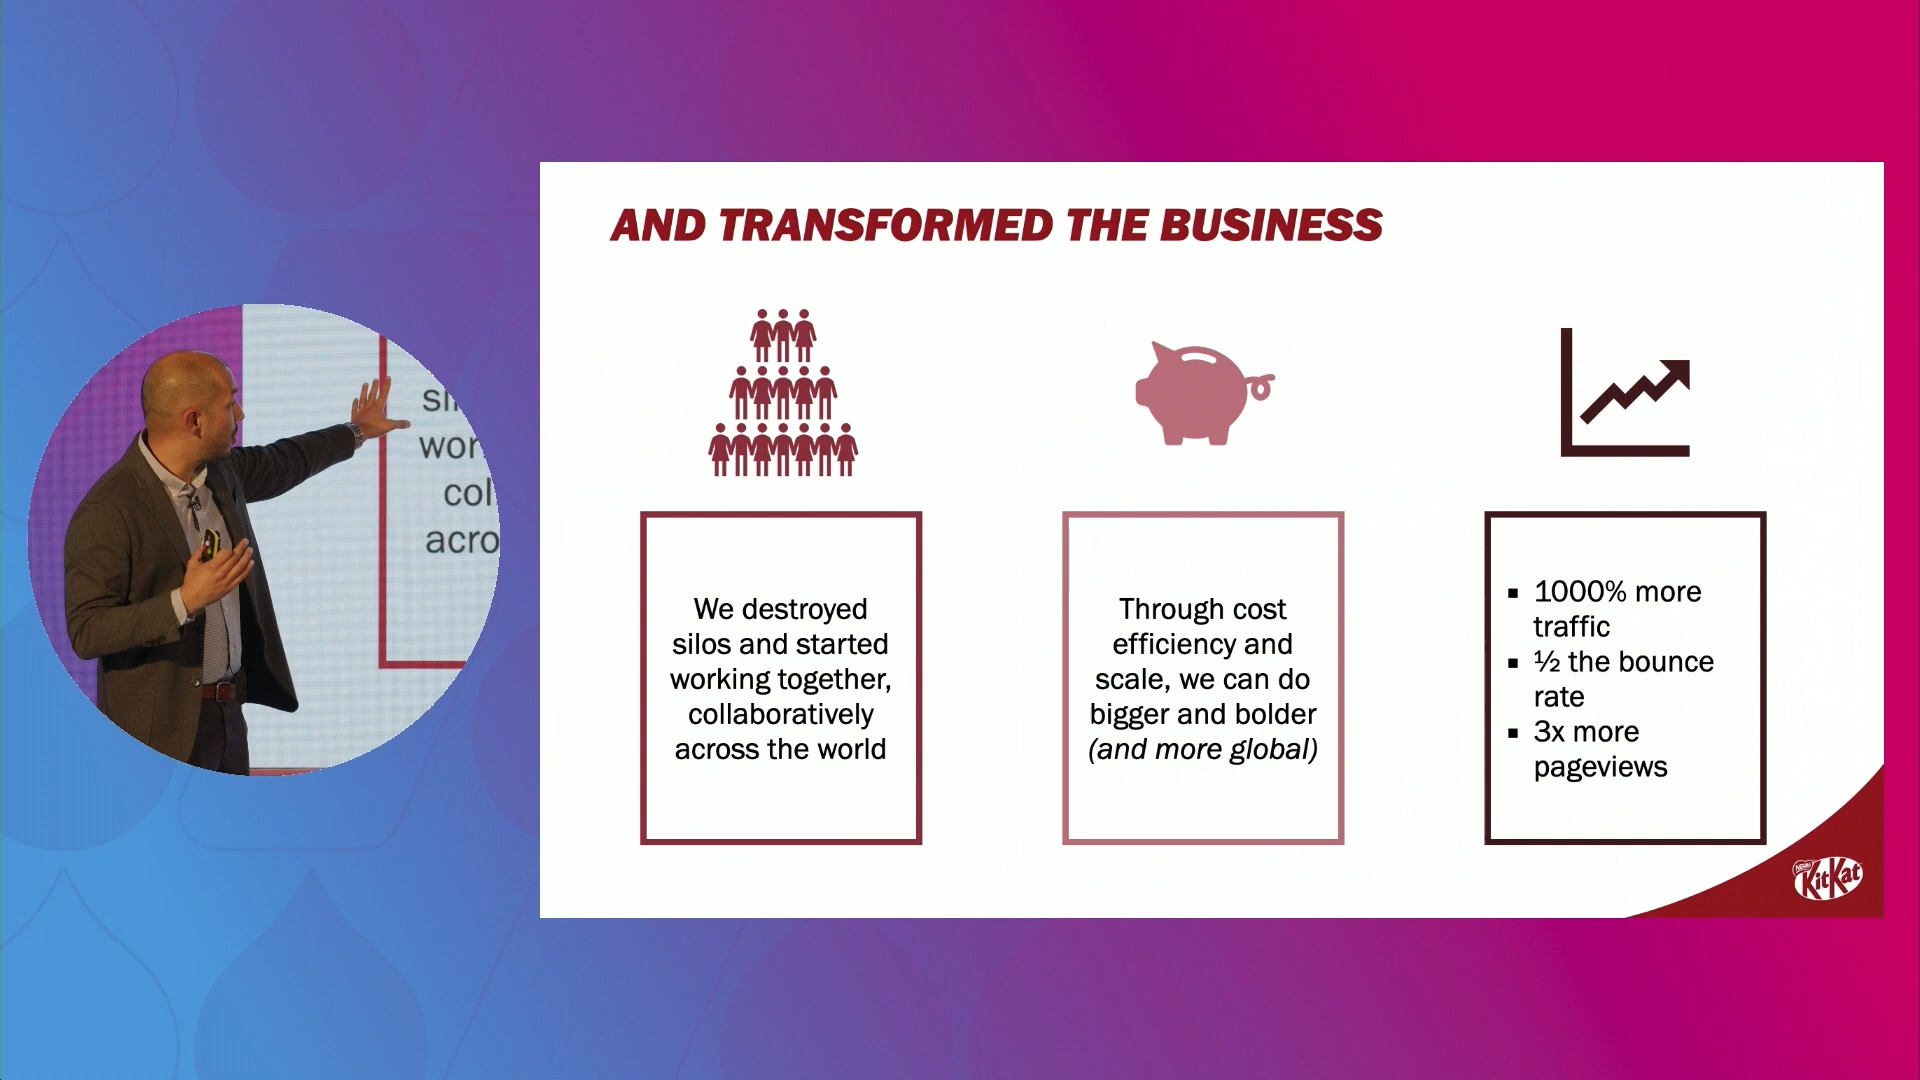 AND TRANSFORMED THE BUSINESS
We destroyed
silos and started
working together,
collaboratively
across the world
Through cost
efficiency and
scale, we can do
bigger and bolder
(and more global)
▪ 1000% more
traffic
▪ ½ the bounce
rate
▪ 3x more
pageviews
Nestlé
KitKat
wor
col
acro